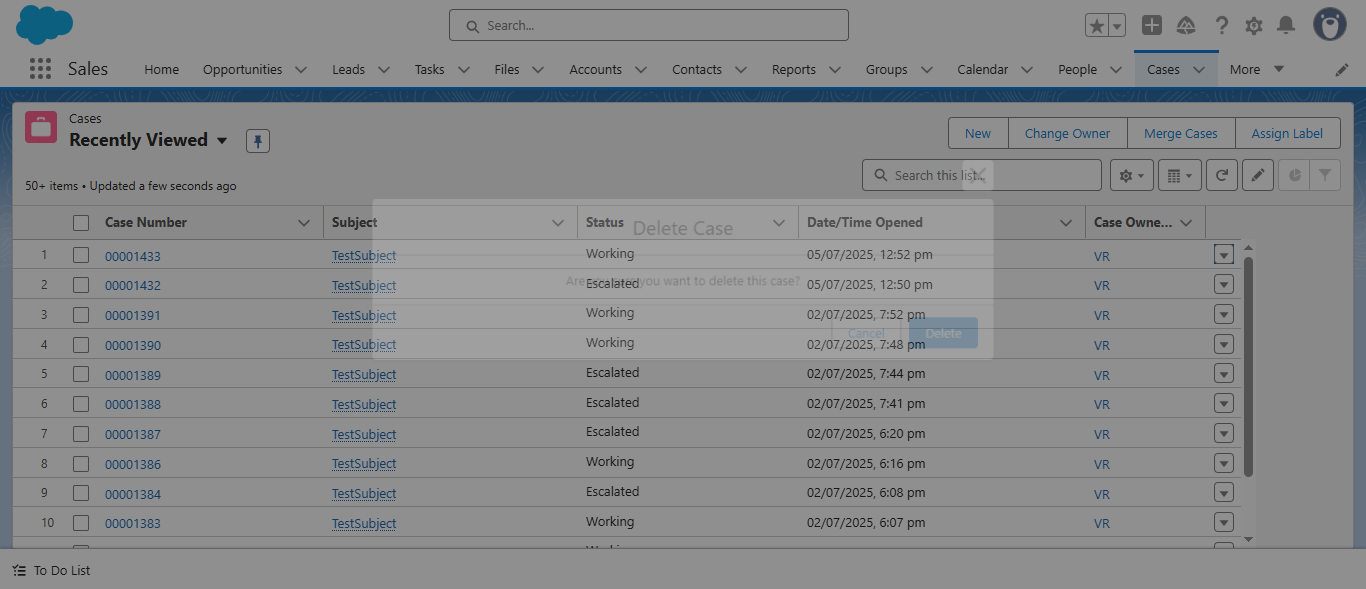 Search...
Sales Home Opportunities Leads Tasks Files Accounts Contacts Reports Groups Calendar People Cases More
Cases
Recently Viewed
New Change Owner Merge Cases Assign Label
50+ items • Updated a few seconds ago
Search this list...
Case Number Subject Status Date/Time Opened Case Owne...
Delete Case
Are you sure you want to delete this case?
Cancel Delete
1 00001433 TestSubject Working 05/07/2025, 12:52 pm VR
2 00001432 TestSubject Escalated 05/07/2025, 12:50 pm VR
3 00001391 TestSubject Working 02/07/2025, 7:52 pm VR
4 00001390 TestSubject Working 02/07/2025, 7:48 pm VR
5 00001389 TestSubject Escalated 02/07/2025, 7:44 pm VR
6 00001388 TestSubject Escalated 02/07/2025, 7:41 pm VR
7 00001387 TestSubject Escalated 02/07/2025, 6:20 pm VR
8 00001386 TestSubject Working 02/07/2025, 6:16 pm VR
9 00001384 TestSubject Escalated 02/07/2025, 6:08 pm VR
10 00001383 TestSubject Working 02/07/2025, 6:07 pm VR
To Do List